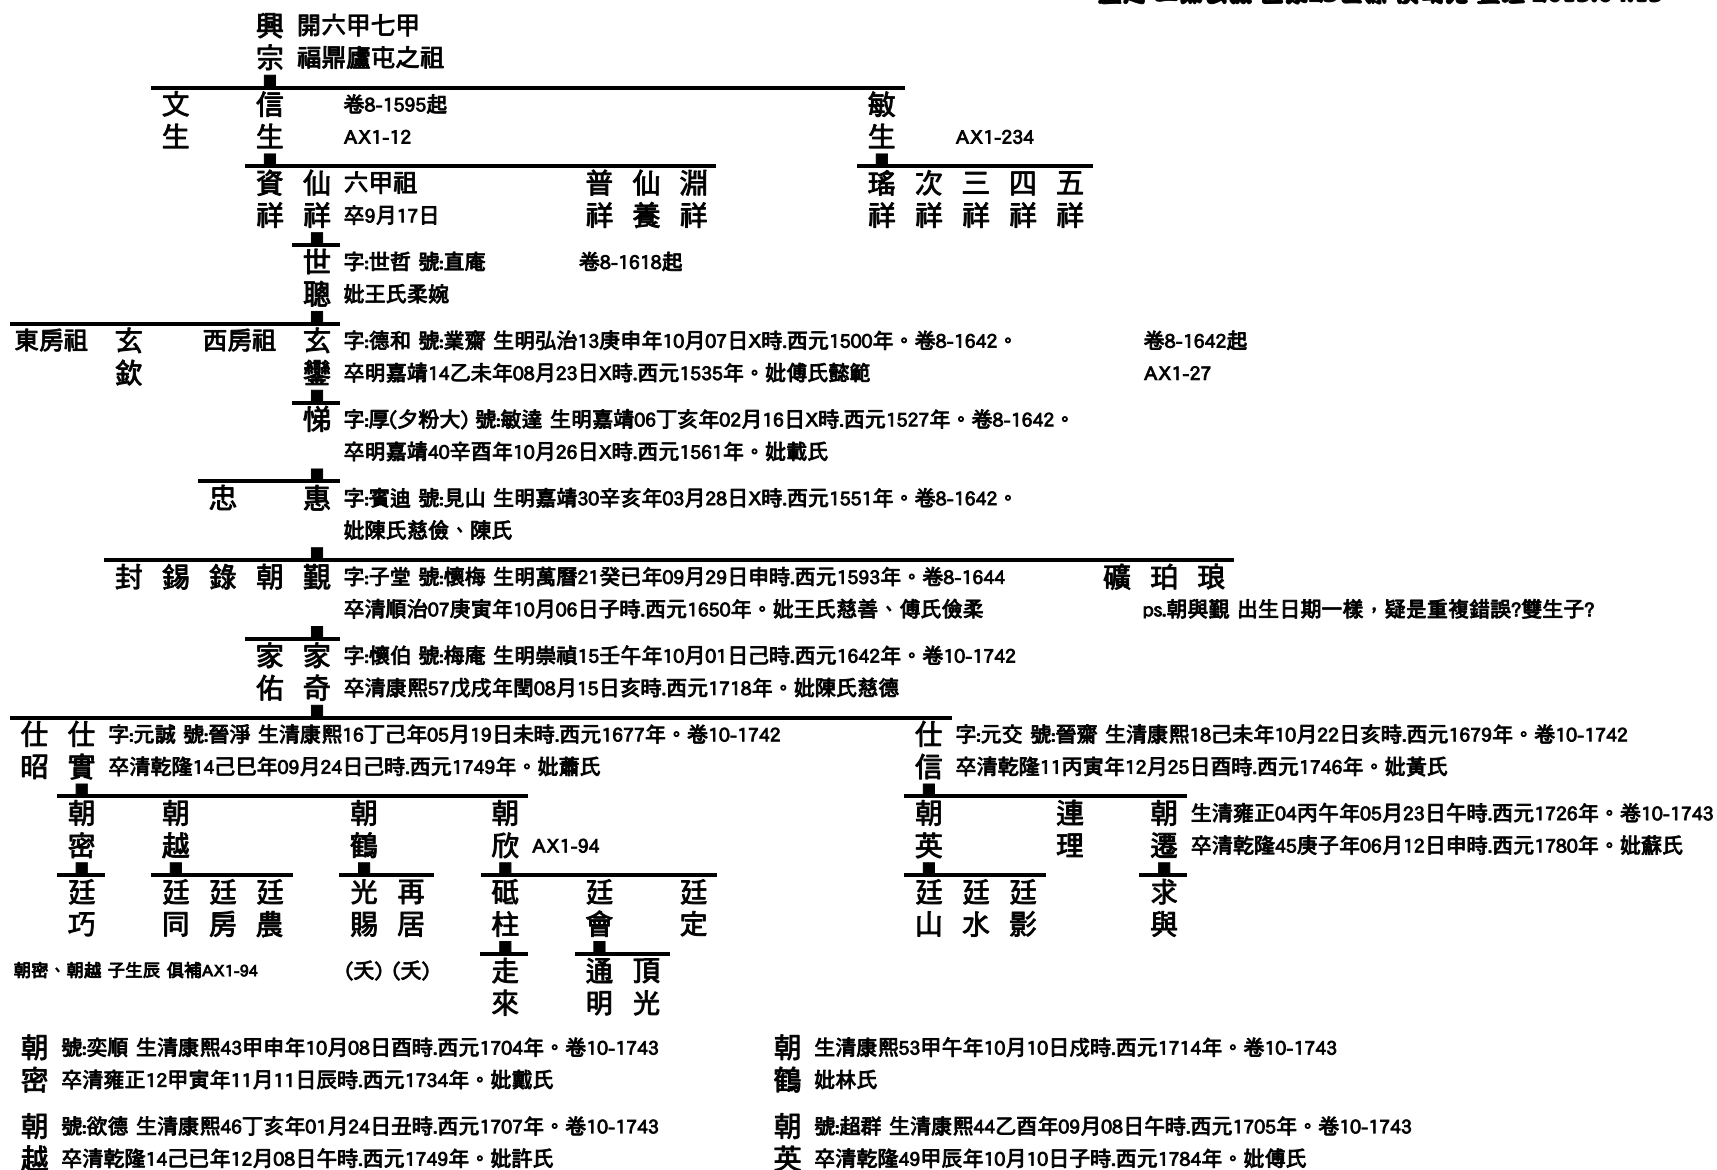 興宗 開六甲七甲
福鼎廬屯之祖
文生 信生 卷8-1595起 敏生
AX1-12 AX1-234
資祥 仙祥 六甲祖 普祥 仙養 淵祥 瑤祥 次祥 三祥 四祥 五祥
卒9月17日
世聰 字:世哲 號:直庵 卷8-1618起
妣王氏柔婉
東房祖 玄欽 西房祖 玄鑾 字:德和 號:業齋 生明弘治13庚申年10月07日X時.西元1500年。卷8-1642。 卷8-1642起
卒明嘉靖14乙未年08月23日X時.西元1535年。妣傅氏懿範 AX1-27
悌 字:厚(夕粉大) 號:敏達 生明嘉靖06丁亥年02月16日X時.西元1527年。卷8-1642。
卒明嘉靖40辛酉年10月26日X時.西元1561年。妣戴氏
忠 惠 字:賓迪 號:見山 生明嘉靖30辛亥年03月28日X時.西元1551年。卷8-1642。
妣陳氏慈儉、陳氏
封 錫 錄 朝 覲 字:子堂 號:懷梅 生明萬曆21癸巳年09月29日申時.西元1593年。卷8-1644 礦 珀 琅
卒清順治07庚寅年10月06日子時.西元1650年。妣王氏慈善、傅氏儉柔 ps.朝與覲 出生日期一樣，疑是重複錯誤?雙生子?
家佑 家奇 字:懷伯 號:梅庵 生明崇禎15壬午年10月01日己時.西元1642年。卷10-1742
卒清康熙57戊戌年閏08月15日亥時.西元1718年。妣陳氏慈德
仕昭 仕實 字:元誠 號:晉淨 生清康熙16丁己年05月19日未時.西元1677年。卷10-1742 仕信 字:元交 號:晉齋 生清康熙18己未年10月22日亥時.西元1679年。卷10-1742
卒清乾隆14己巳年09月24日己時.西元1749年。妣蕭氏 卒清乾隆11丙寅年12月25日酉時.西元1746年。妣黃氏
朝密 朝越 朝鶴 朝欣 朝英 連理 朝遷 生清雍正04丙午年05月23日午時.西元1726年。卷10-1743
AX1-94 卒清乾隆45庚子年06月12日申時.西元1780年。妣蘇氏
廷巧 廷同 廷房 廷農 光賜 再居 砥柱 廷會 廷定 廷山 廷水 廷影 求與
朝密、朝越 子生辰 俱補AX1-94 (夭) (夭) 走來 通明 頂光
朝密 號:奕順 生清康熙43甲申年10月08日酉時.西元1704年。卷10-1743 朝鶴 生清康熙53甲午年10月10日戌時.西元1714年。卷10-1743
卒清雍正12甲寅年11月11日辰時.西元1734年。妣戴氏 妣林氏
朝越 號:欲德 生清康熙46丁亥年01月24日丑時.西元1707年。卷10-1743 朝英 號:超群 生清康熙44乙酉年09月08日午時.西元1705年。卷10-1743
卒清乾隆14己巳年12月08日午時.西元1749年。妣許氏 卒清乾隆49甲辰年10月10日子時.西元1784年。妣傅氏